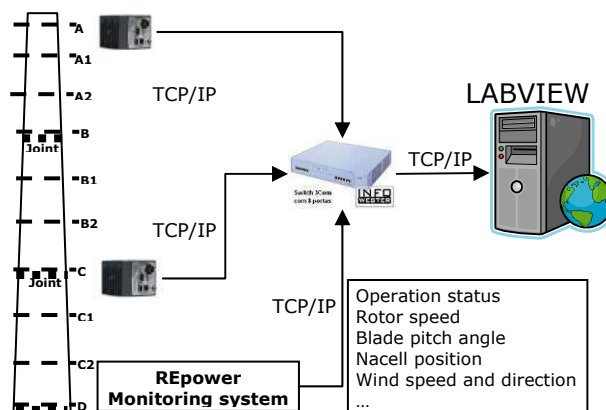 A
A1
A2
B
Joint
B1
B2
C
Joint
C1
C2
D
TCP/IP
LABVIEW
TCP/IP
Switch 3Com
com 8 portas
INFO
WESTER
TCP/IP
TCP/IP
REpower
Monitoring system
Operation status
Rotor speed
Blade pitch angle
Nacell position
Wind speed and direction
...